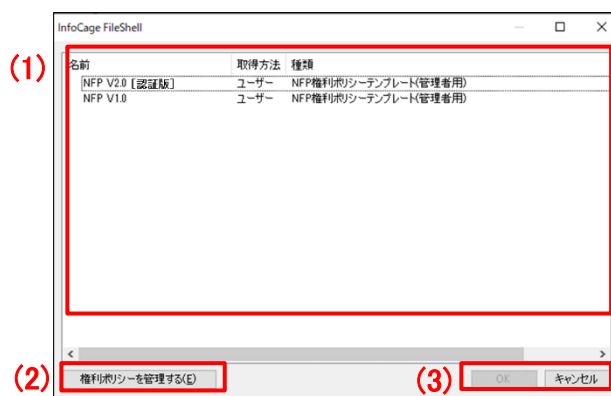 InfoCage FileShell
(1)
名前 取得方法 種類
NFP V2.0 [認証版] ユーザー NFP権利ポリシーテンプレート(管理者用)
NFP V1.0 ユーザー NFP権利ポリシーテンプレート(管理者用)
(2) 権利ポリシーを管理する(E) (3) OK キャンセル